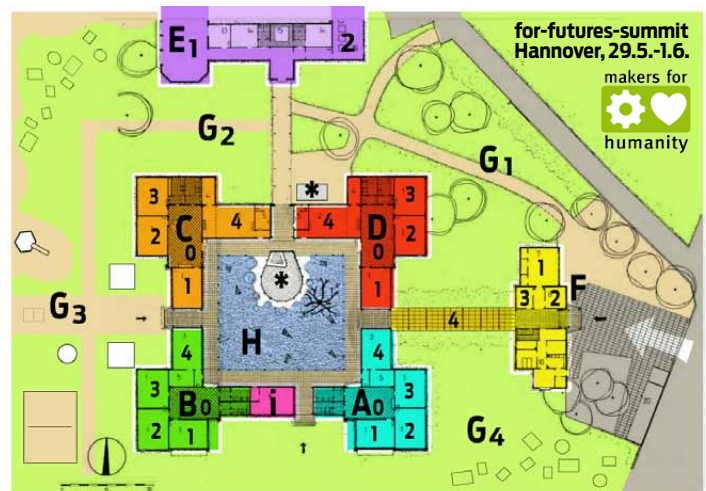 for-futures-summit
Hannover, 29.5.-1.6.
makers for
humanity
E1
2
G2
G1
*
3
4
4
3
2
C0
D0
2
1
1
*
1
3
2
F
G3
H
4
4
4
3
B0
i
A0
3
2
1
1
2
G4